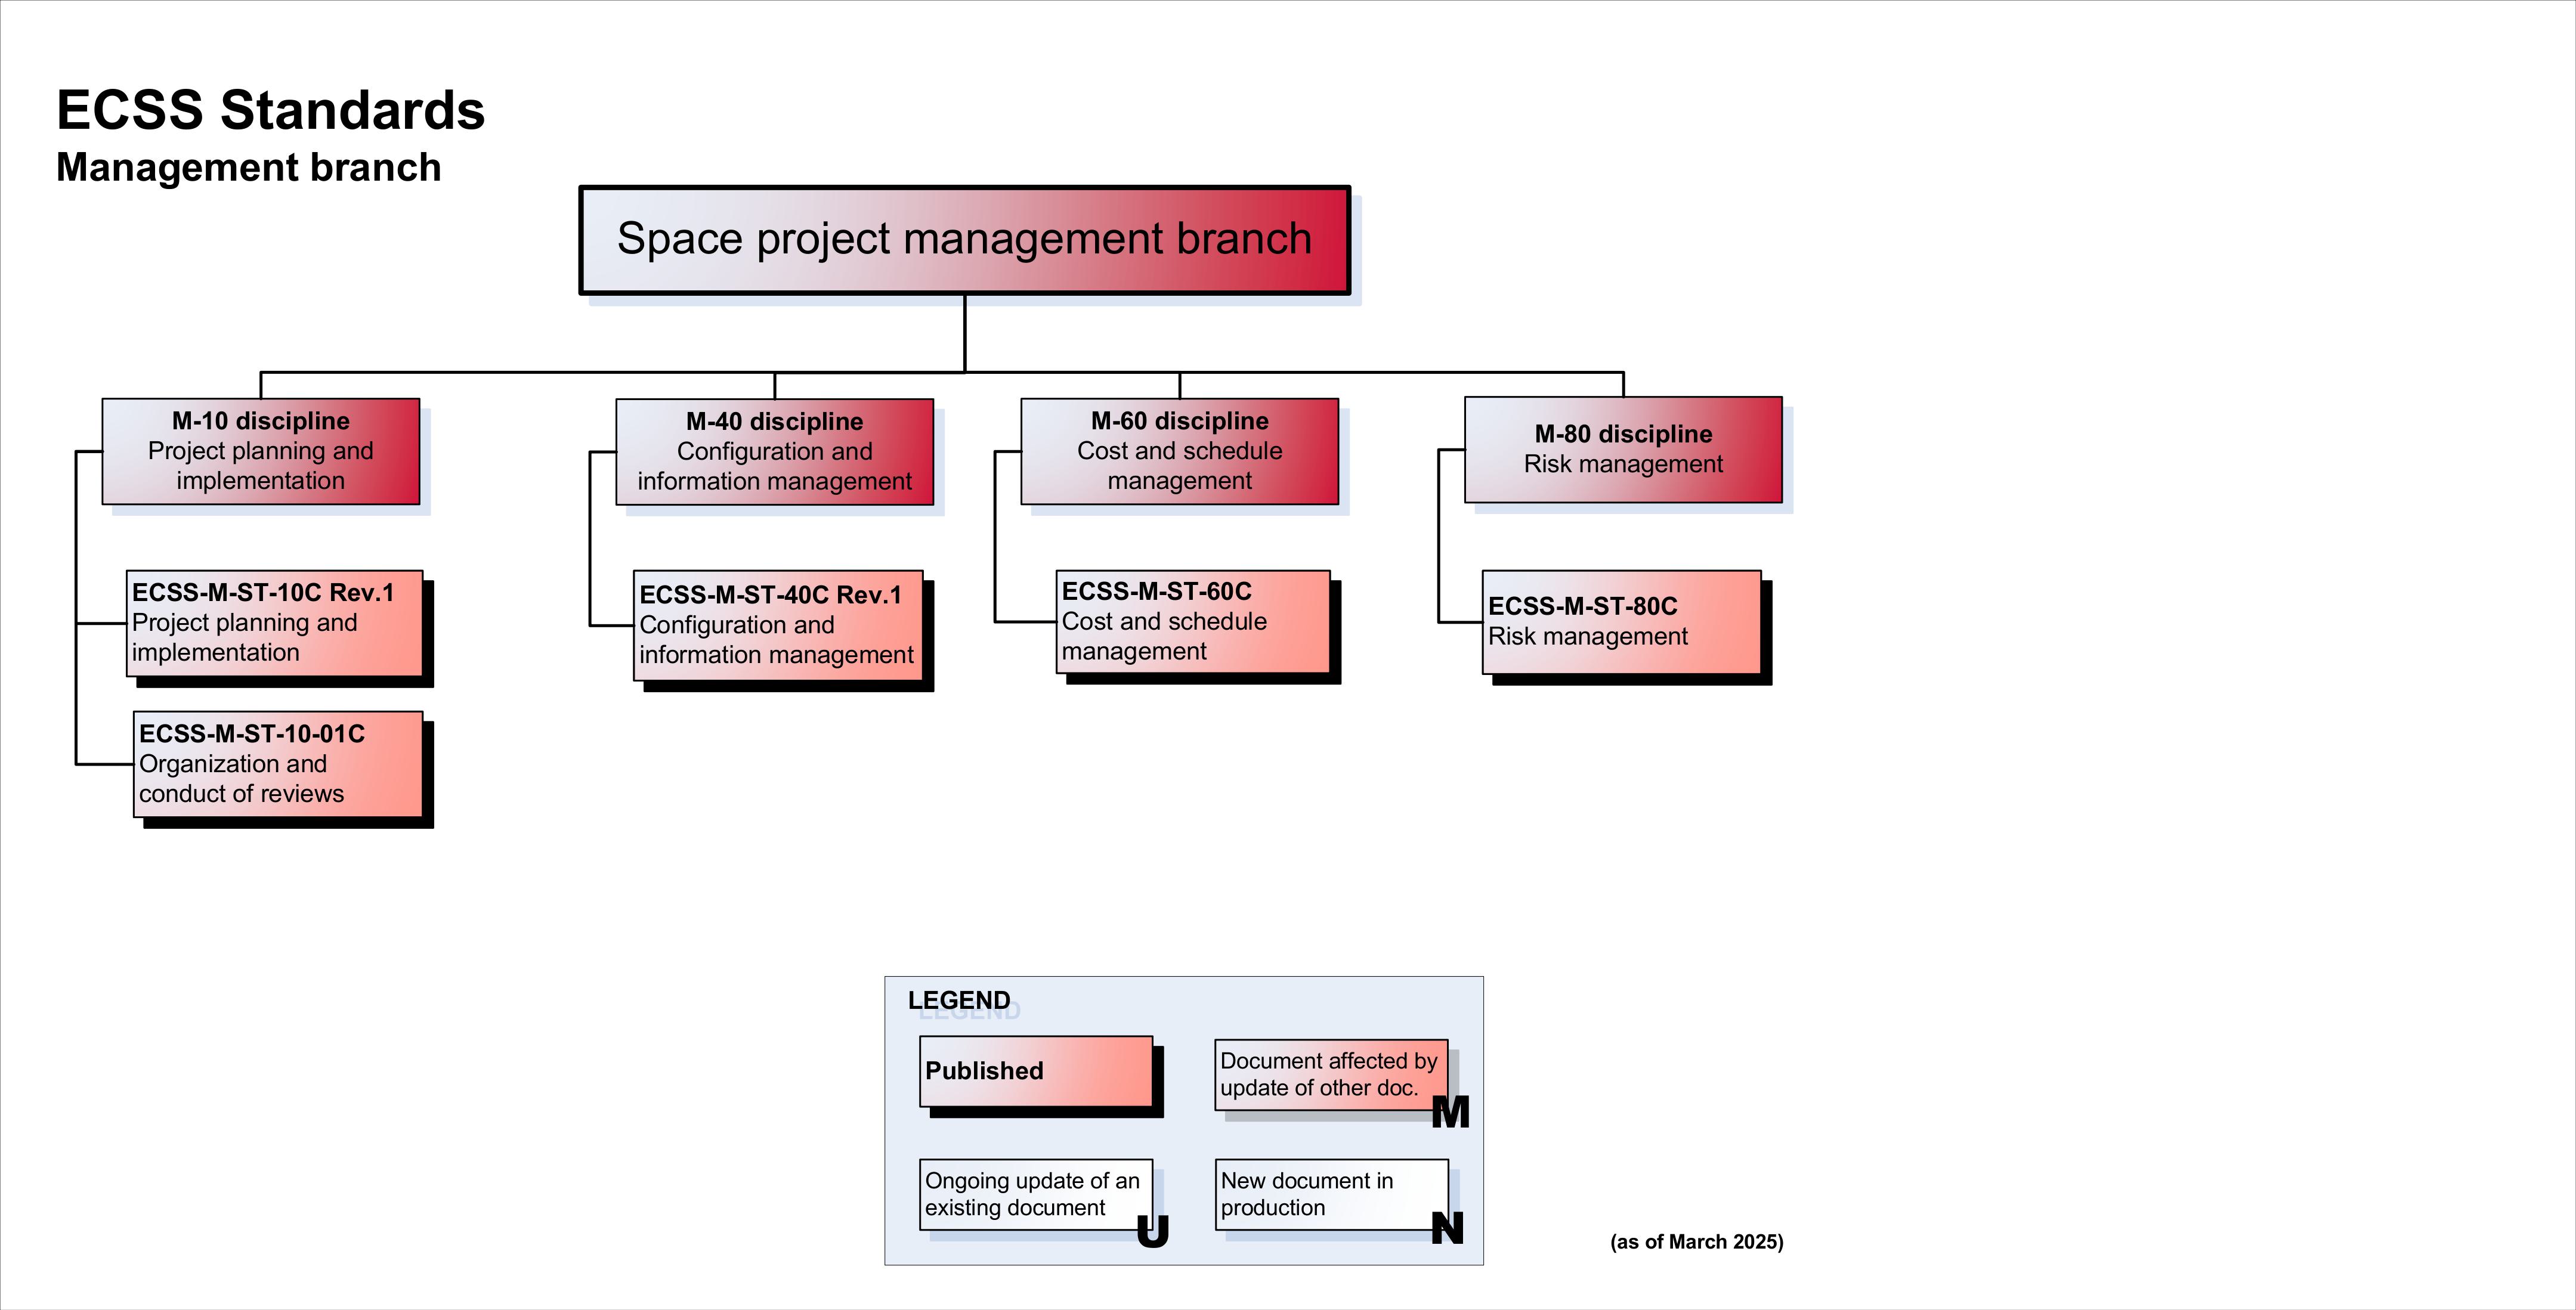 ECSS Standards
Management branch
Space project management branch
M-10 discipline
Project planning and
implementation
M-40 discipline
Configuration and
information management
M-60 discipline
Cost and schedule
management
M-80 discipline
Risk management
ECSS-M-ST-10C Rev.1
Project planning and
implementation
ECSS-M-ST-40C Rev.1
Configuration and
information management
ECSS-M-ST-60C
Cost and schedule
management
ECSS-M-ST-80C
Risk management
ECSS-M-ST-10-01C
Organization and
conduct of reviews
LEGEND
Published
Document affected by
update of other doc.
M
Ongoing update of an
existing document
U
New document in
production
N
(as of March 2025)